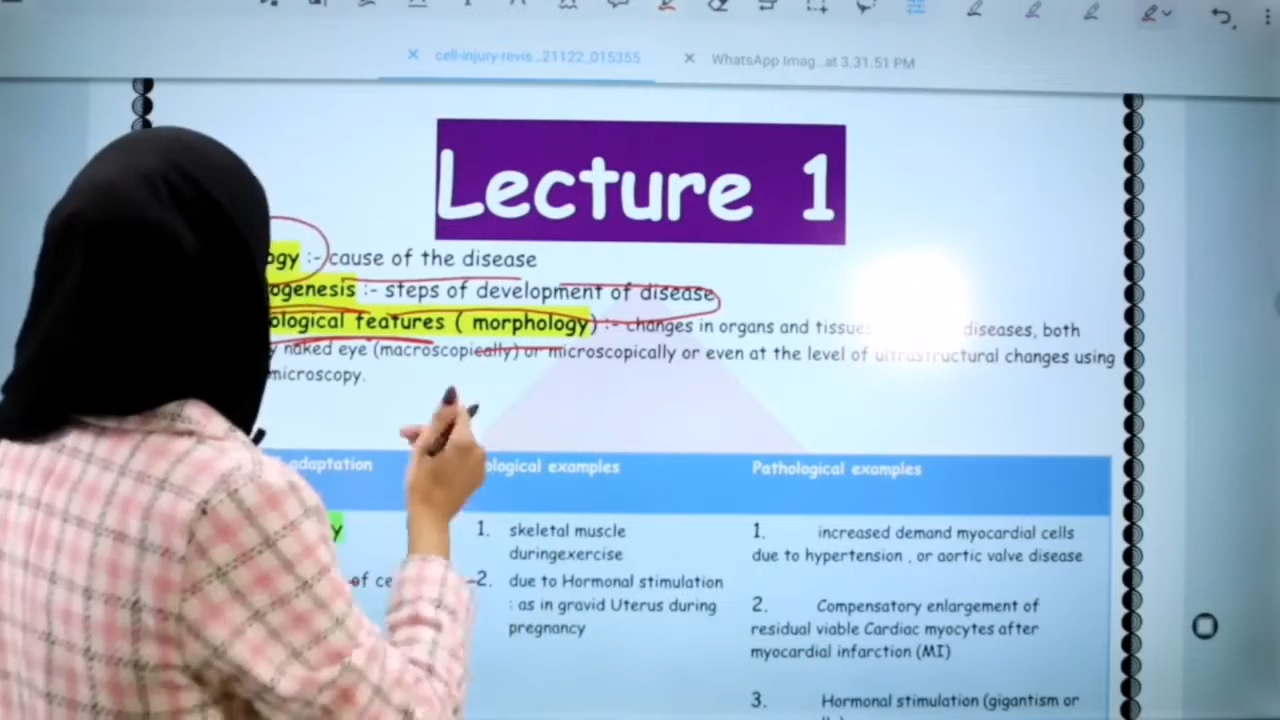 cell-injury-revis...21122_015355
WhatsApp Imag...at 3.31.51 PM
Lecture 1
ogy :- cause of the disease
ogenesis :- steps of development of disease
ological features ( morphology) :- changes in organs and tissue diseases, both
y naked eye (macroscopically) or microscopically or even at the level of ultrastructural changes using
microscopy.
adaptation
ological examples
Pathological examples
y
of ce
1. skeletal muscle
duringexercise
2. due to Hormonal stimulation
: as in gravid Uterus during
pregnancy
1. increased demand myocardial cells
due to hypertension , or aortic valve disease
2. Compensatory enlargement of
residual viable Cardiac myocytes after
myocardial infarction (MI)
3. Hormonal stimulation (gigantism or